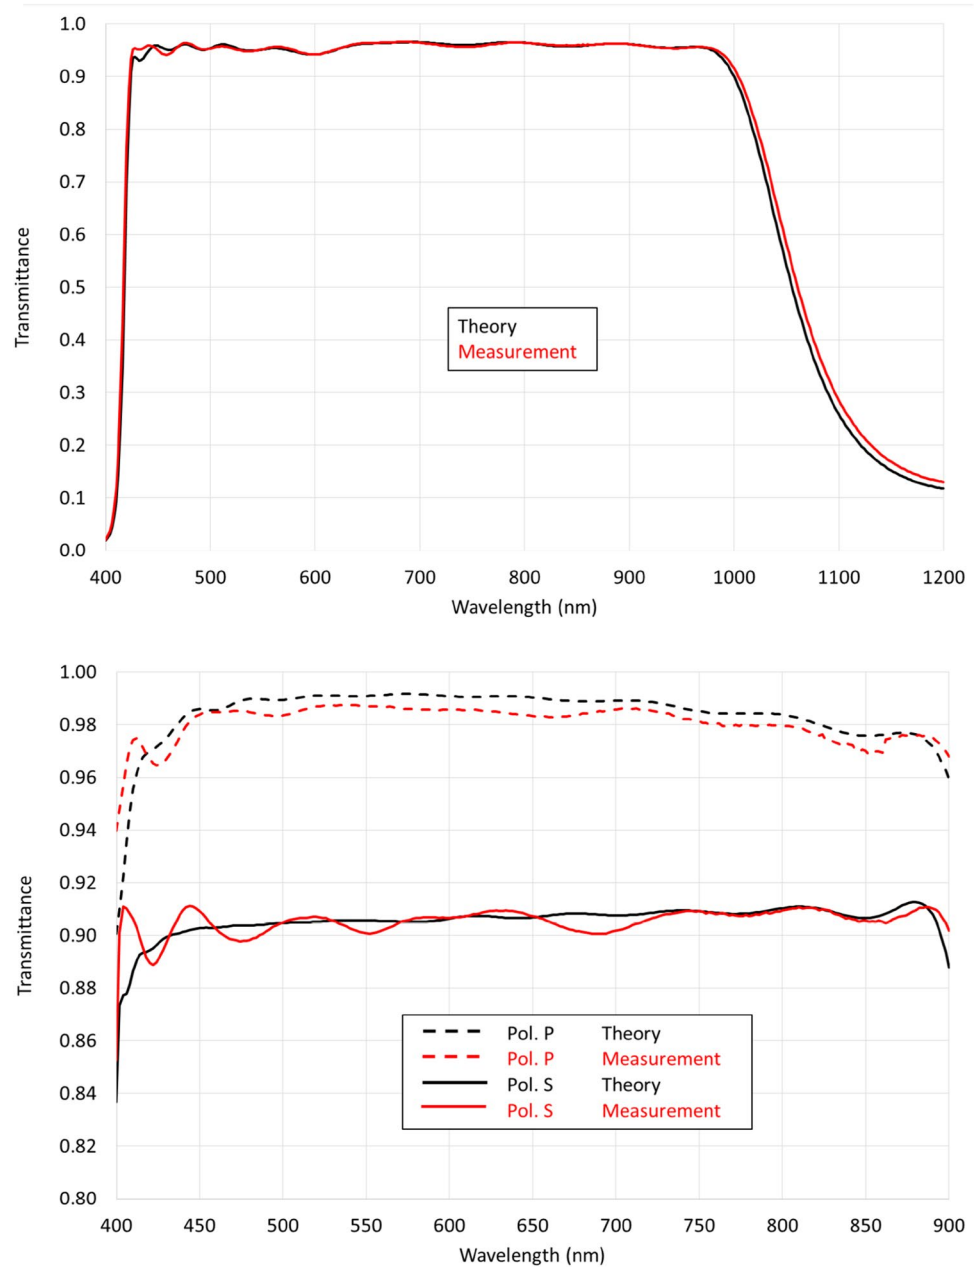 1.0
0.9
0.8
0.7
0.6
0.5
0.4
0.3
0.2
0.1
0.0
Transmittance
Theory
Measurement
400 500 600 700 800 900 1000 1100 1200
Wavelength (nm)
1.00
0.98
0.96
0.94
0.92
0.90
0.88
0.86
0.84
0.82
0.80
Transmittance
Pol. P Theory
Pol. P Measurement
Pol. S Theory
Pol. S Measurement
400 450 500 550 600 650 700 750 800 850 900
Wavelength (nm)